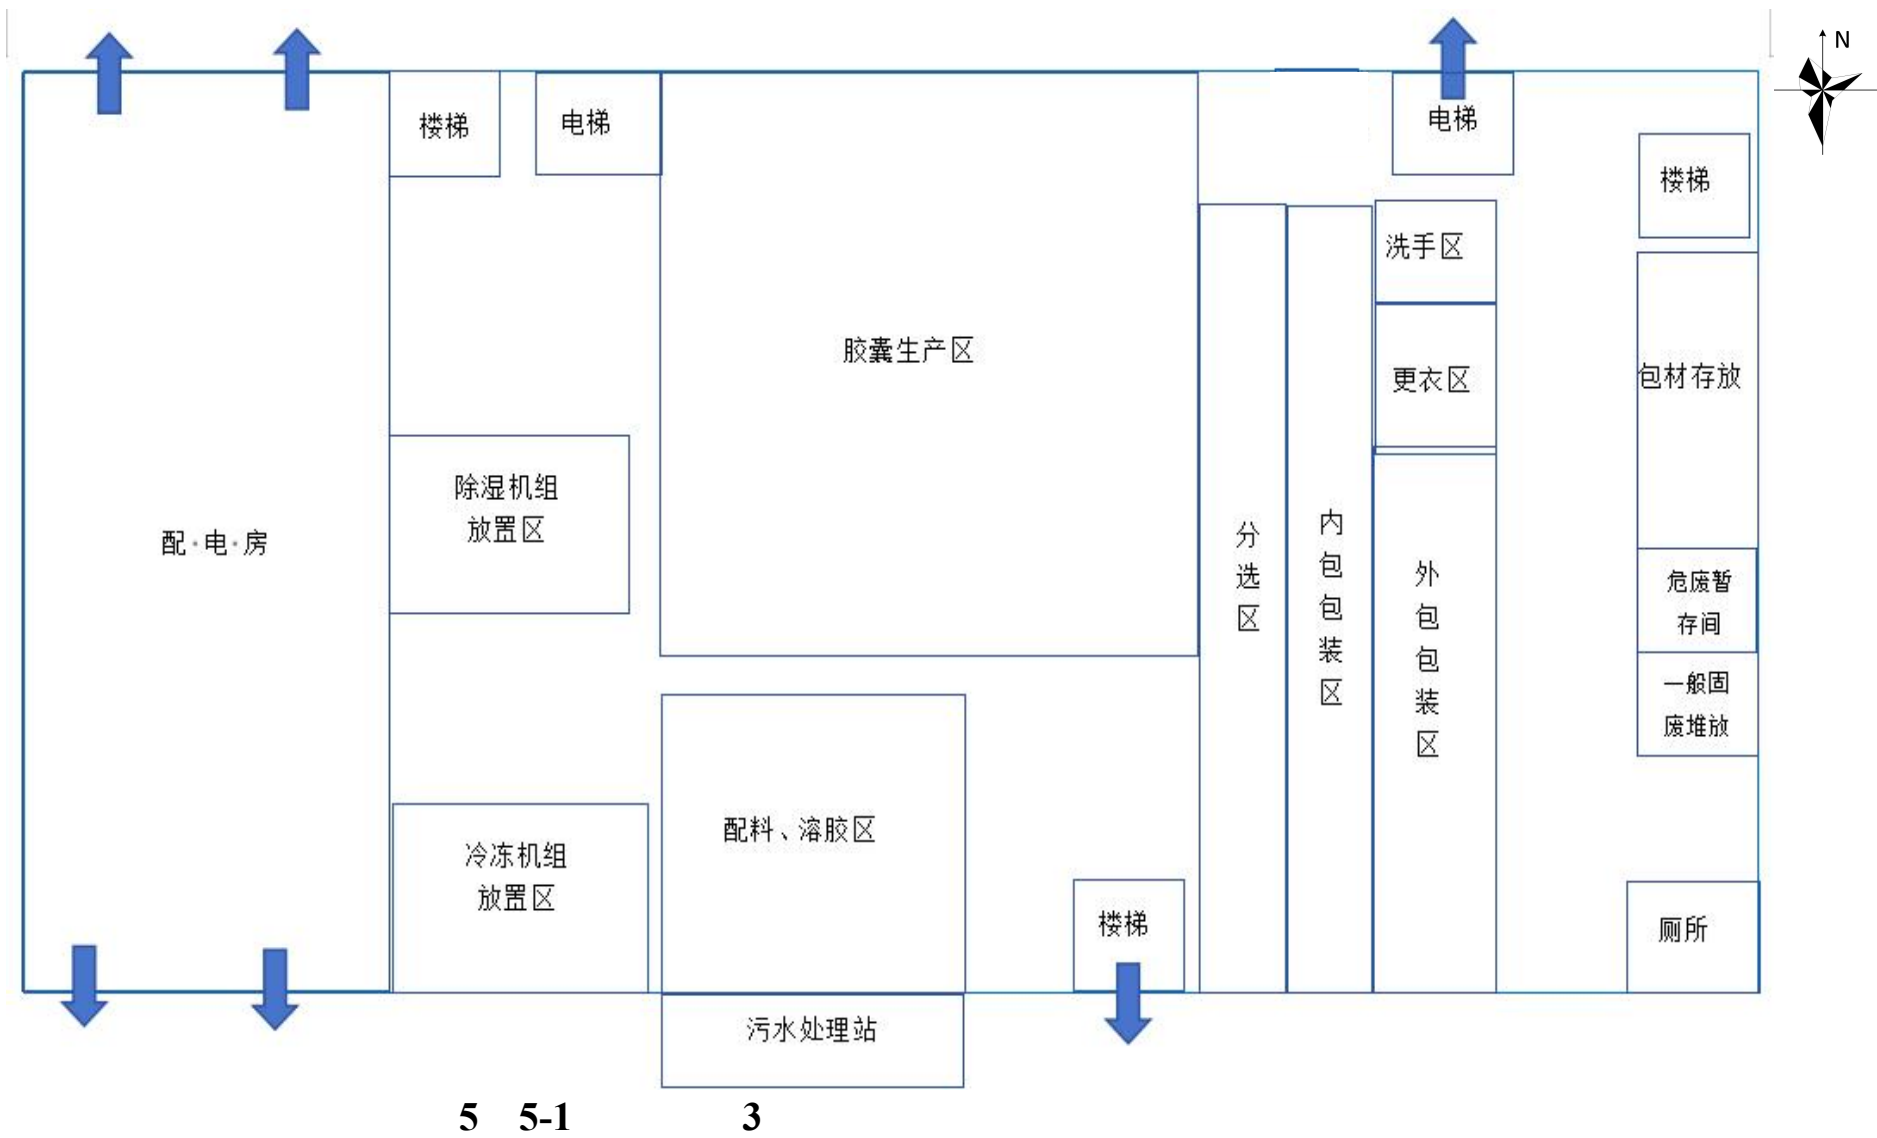 N
楼梯
电梯
电梯
楼梯
洗手区
胶囊生产区
更衣区
包材存放
除湿机组
放置区
配·电·房
分选区
内包包装区
外包包装区
危废暂
存间
一般固
废堆放
配料、溶胶区
冷冻机组
放置区
楼梯
厕所
污水处理站
5 5-1 3